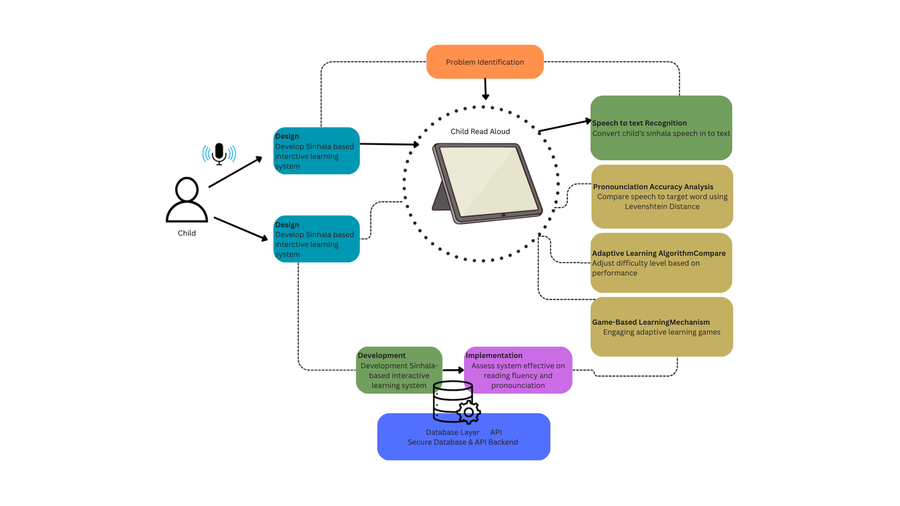 Problem Identification
Child Read Aloud
Design
Develop Sinhala based
interctive learning
system
Child
Design
Develop Sinhala based
interctive learning
system
Speech to text Recognition
Convert child's sinhala speech in to text
Pronounciation Accuracy Analysis
Compare speech to target word using
Levenshtein Distance
Adaptive Learning AlgorithmCompare
Adjust difficulty level based on
performance
Game-Based LearningMechanism
Engaging adaptive learning games
Development
Development Sinhala-
based interactive
learning system
Implementation
Assess system effective on
reading fluency and
pronounciation
Database Layer API
Secure Database & API Backend